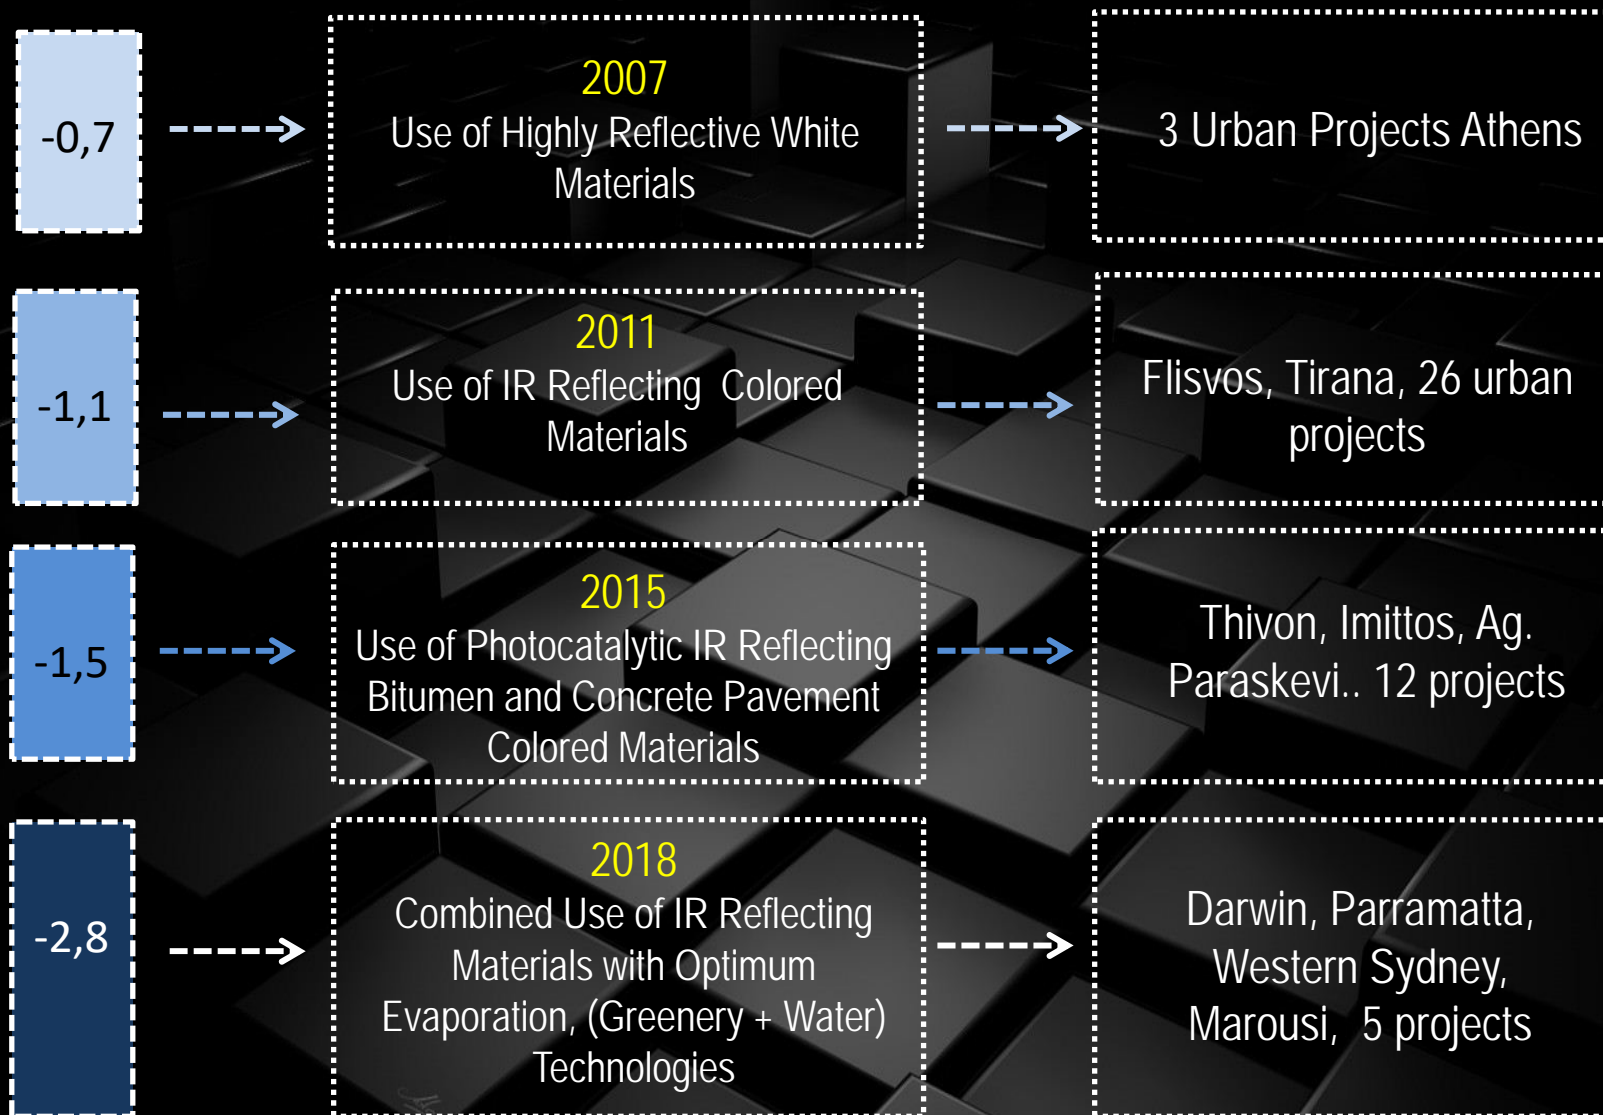 -0,7
2007
Use of Highly Reflective White
Materials
3 Urban Projects Athens
-1,1
2011
Use of IR Reflecting Colored
Materials
Flisvos, Tirana, 26 urban
projects
-1,5
2015
Use of Photocatalytic IR Reflecting
Bitumen and Concrete Pavement
Colored Materials
Thivon, Imittos, Ag.
Paraskevi.. 12 projects
-2,8
2018
Combined Use of IR Reflecting
Materials with Optimum
Evaporation, (Greenery + Water)
Technologies
Darwin, Parramatta,
Western Sydney,
Marousi, 5 projects